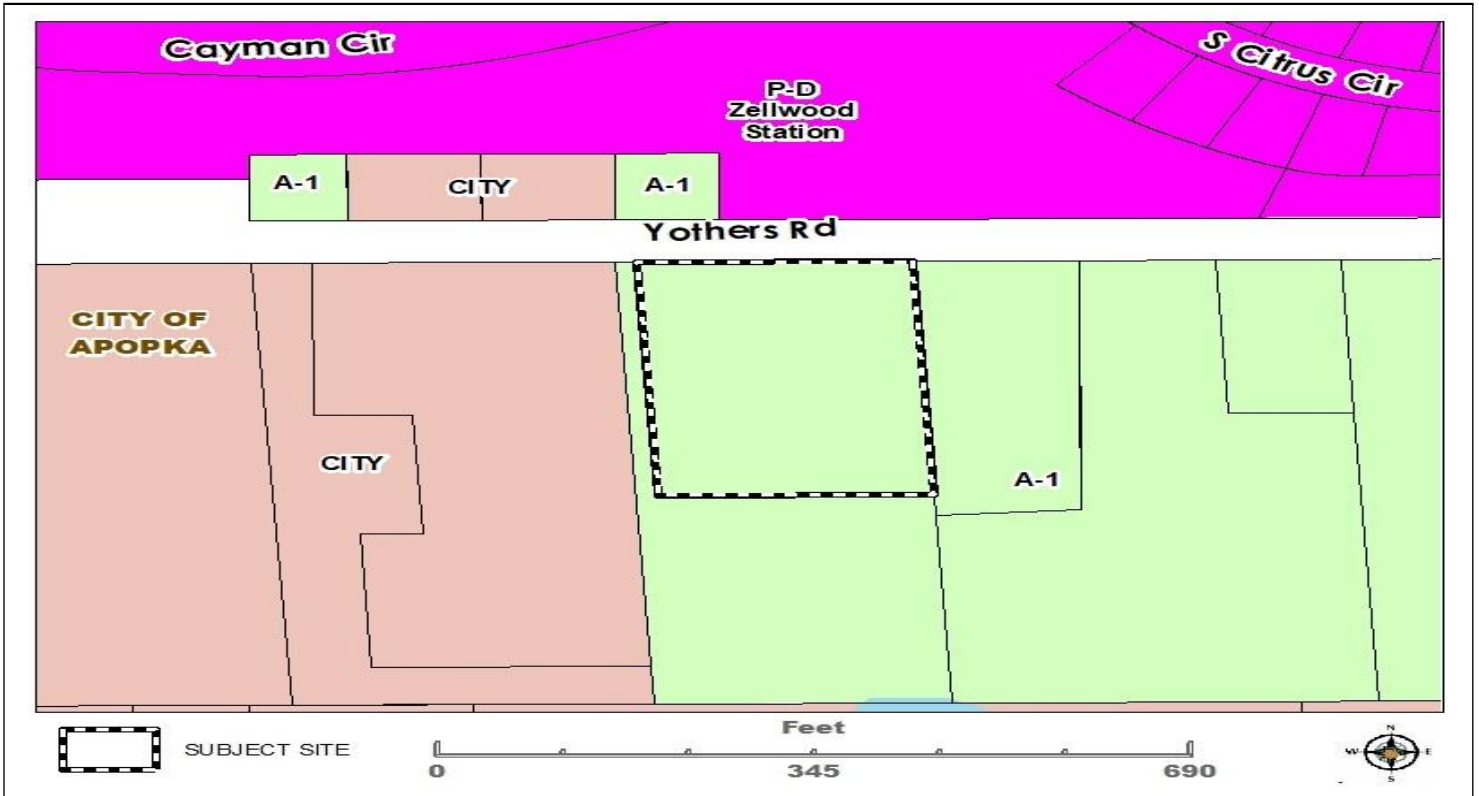 Cayman Cir
S Citrus Cir
P-D
Zellwood
Station
A-1
CITY
A-1
Yothers Rd
CITY OF
APOPKA
CITY
A-1
SUBJECT SITE
Feet
0
345
690
N
W
E
S